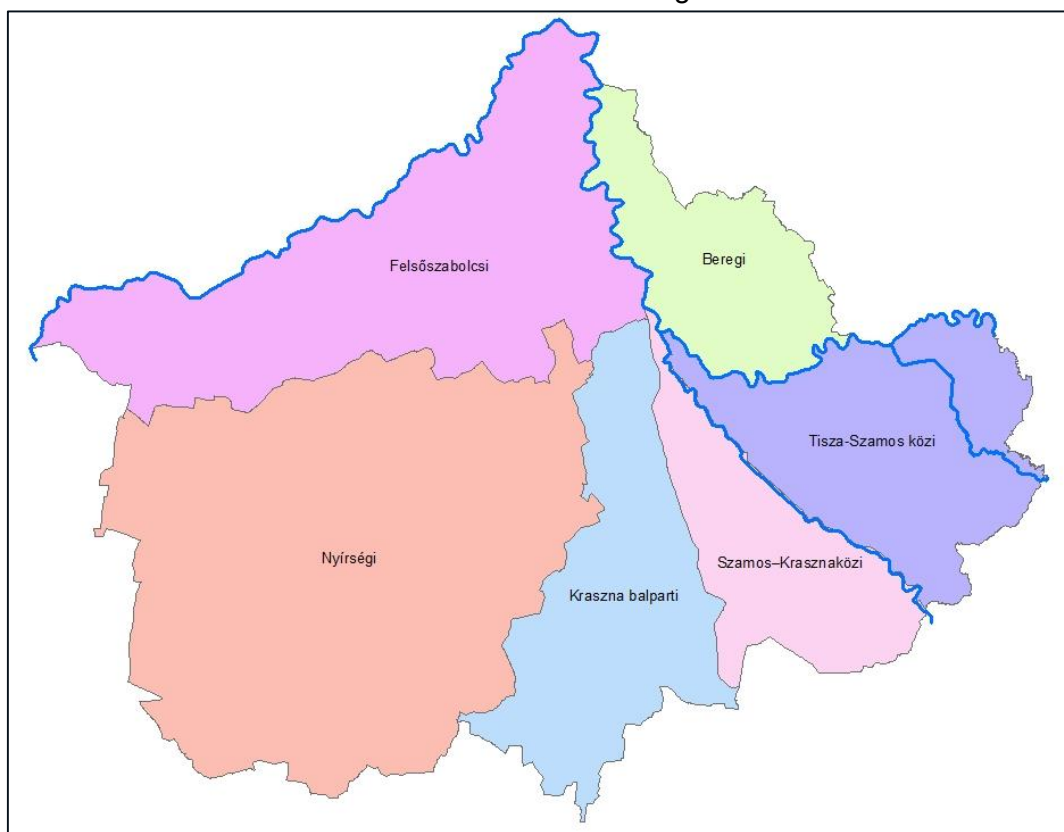 Felsőszabolcsi
Beregi
Tisza-Szamos közi
Nyírségi
Szamos–Krasznaközi
Kraszna balparti